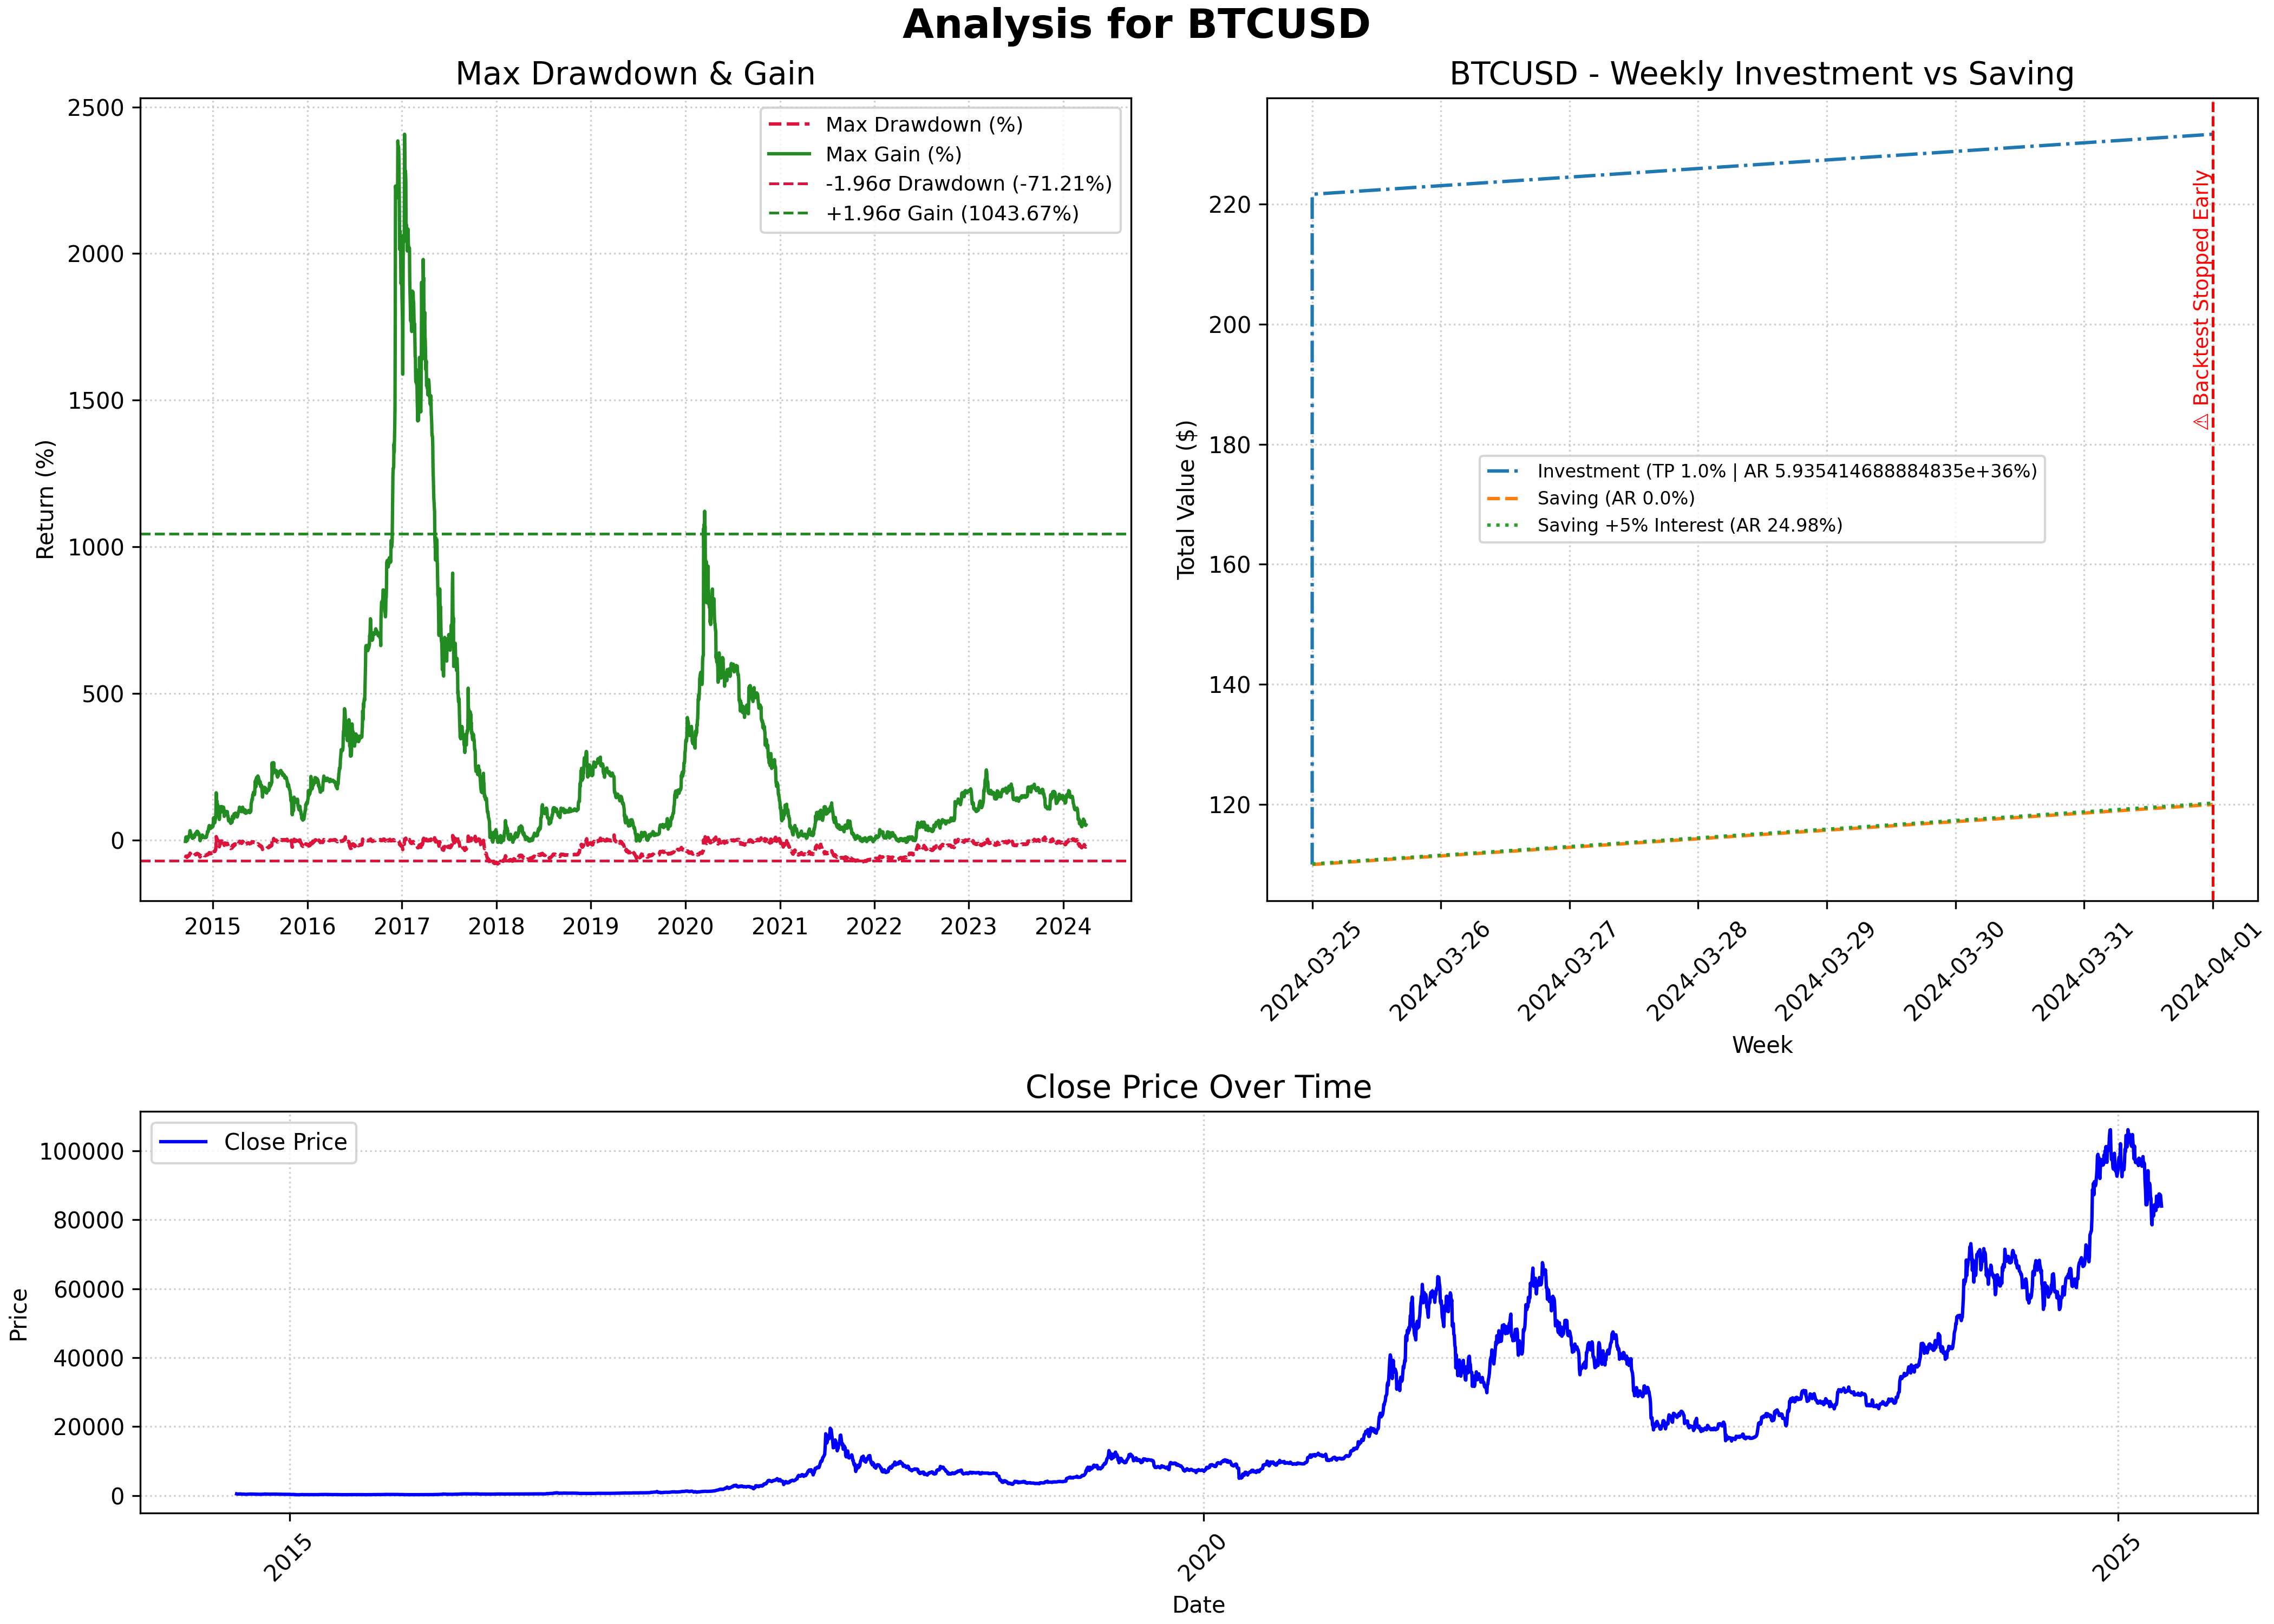 Analysis for BTCUSD
Max Drawdown & Gain
Return (%)
2500
2000
1500
1000
500
0
2015
2016
2017
2018
2019
2020
2021
2022
2023
2024
Max Drawdown (%)
Max Gain (%)
-1.96σ Drawdown (-71.21%)
+1.96σ Gain (1043.67%)
BTCUSD - Weekly Investment vs Saving
Total Value ($)
220
200
180
160
140
120
Investment (TP 1.0% | AR 5.935414688884835e+36%)
Saving (AR 0.0%)
Saving +5% Interest (AR 24.98%)
⚠ Backtest Stopped Early
2024-03-25
2024-03-26
2024-03-27
2024-03-28
2024-03-29
2024-03-30
2024-03-31
2024-04-01
Week
Close Price Over Time
Close Price
Price
100000
80000
60000
40000
20000
0
2015
2020
2025
Date